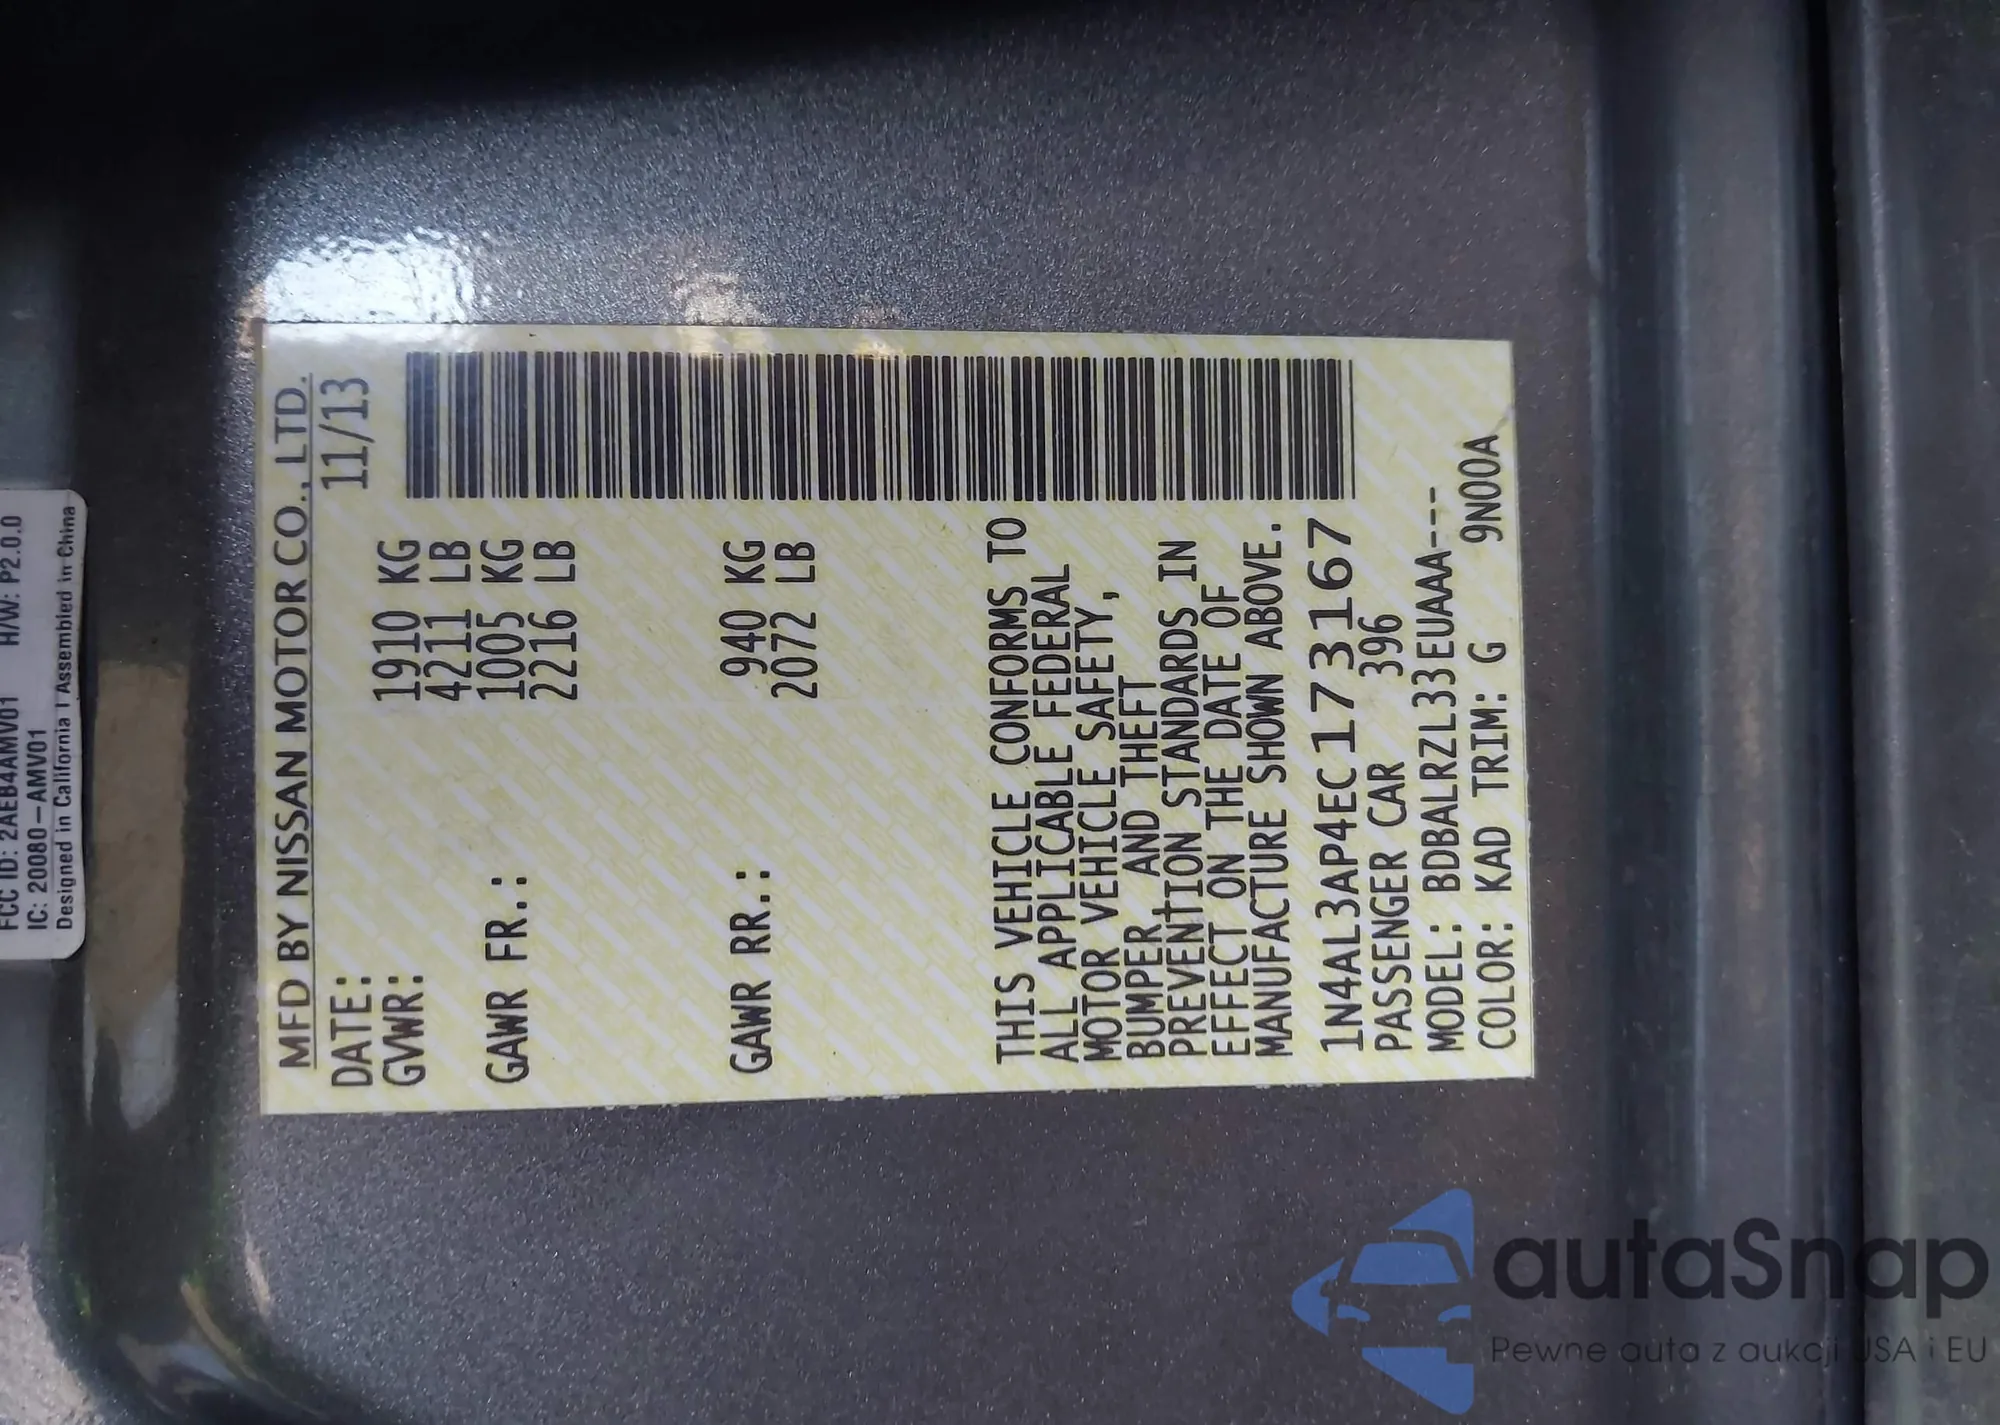 FCC ID: 2AEB4AMV01 H/W: P2.0.0
IC: 20080-AMV01
Designed in California | Assembled in China
MFD BY NISSAN MOTOR CO., LTD.
DATE: 11/13
GVWR: 1910 KG
4211 LB
GAWR FR.: 1005 KG
2216 LB
GAWR RR.: 940 KG
2072 LB
THIS VEHICLE CONFORMS TO
ALL APPLICABLE FEDERAL
MOTOR VEHICLE SAFETY,
BUMPER, AND THEFT
PREVENTION STANDARDS IN
EFFECT ON THE DATE OF
MANUFACTURE SHOWN ABOVE.
1N4AL3AP4EC173167
PASSENGER CAR 396
MODEL: BDBALRZL33EUAAA---
COLOR: KAD TRIM: G 9N00A
autaSnap
Pewne auta z aukcji USA i EU